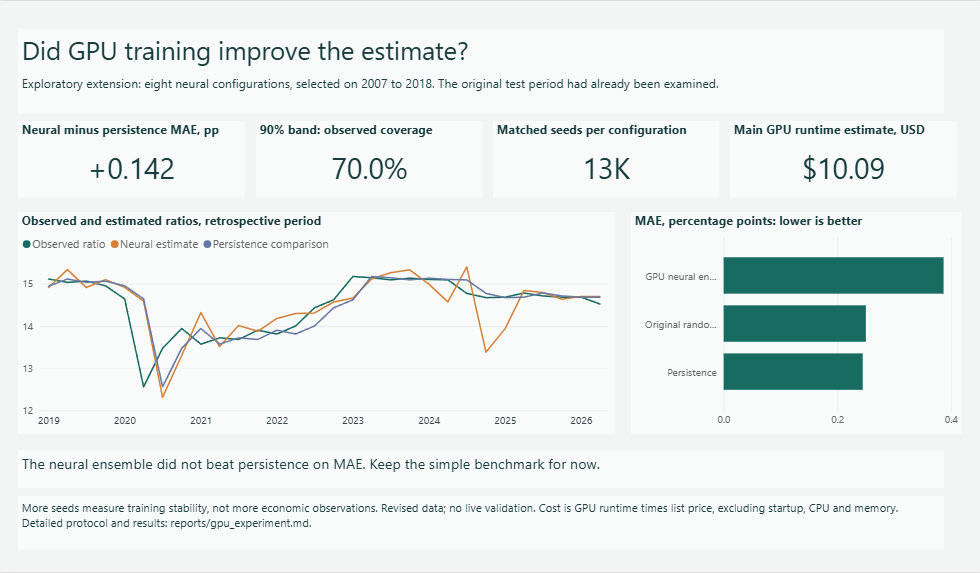 Did GPU training improve the estimate?
Exploratory extension: eight neural configurations, selected on 2007 to 2018. The original test period had already been examined.
Neural minus persistence MAE, pp
+0.142
90% band: observed coverage
70.0%
Matched seeds per configuration
13K
Main GPU runtime estimate, USD
$10.09
Observed and estimated ratios, retrospective period
Observed ratio Neural estimate Persistence comparison
15
14
13
12
2019 2020 2021 2022 2023 2024 2025 2026
MAE, percentage points: lower is better
GPU neural en...
Original rando...
Persistence
0.0 0.2 0.4
The neural ensemble did not beat persistence on MAE. Keep the simple benchmark for now.
More seeds measure training stability, not more economic observations. Revised data; no live validation. Cost is GPU runtime times list price, excluding startup, CPU and memory.
Detailed protocol and results: reports/gpu_experiment.md.